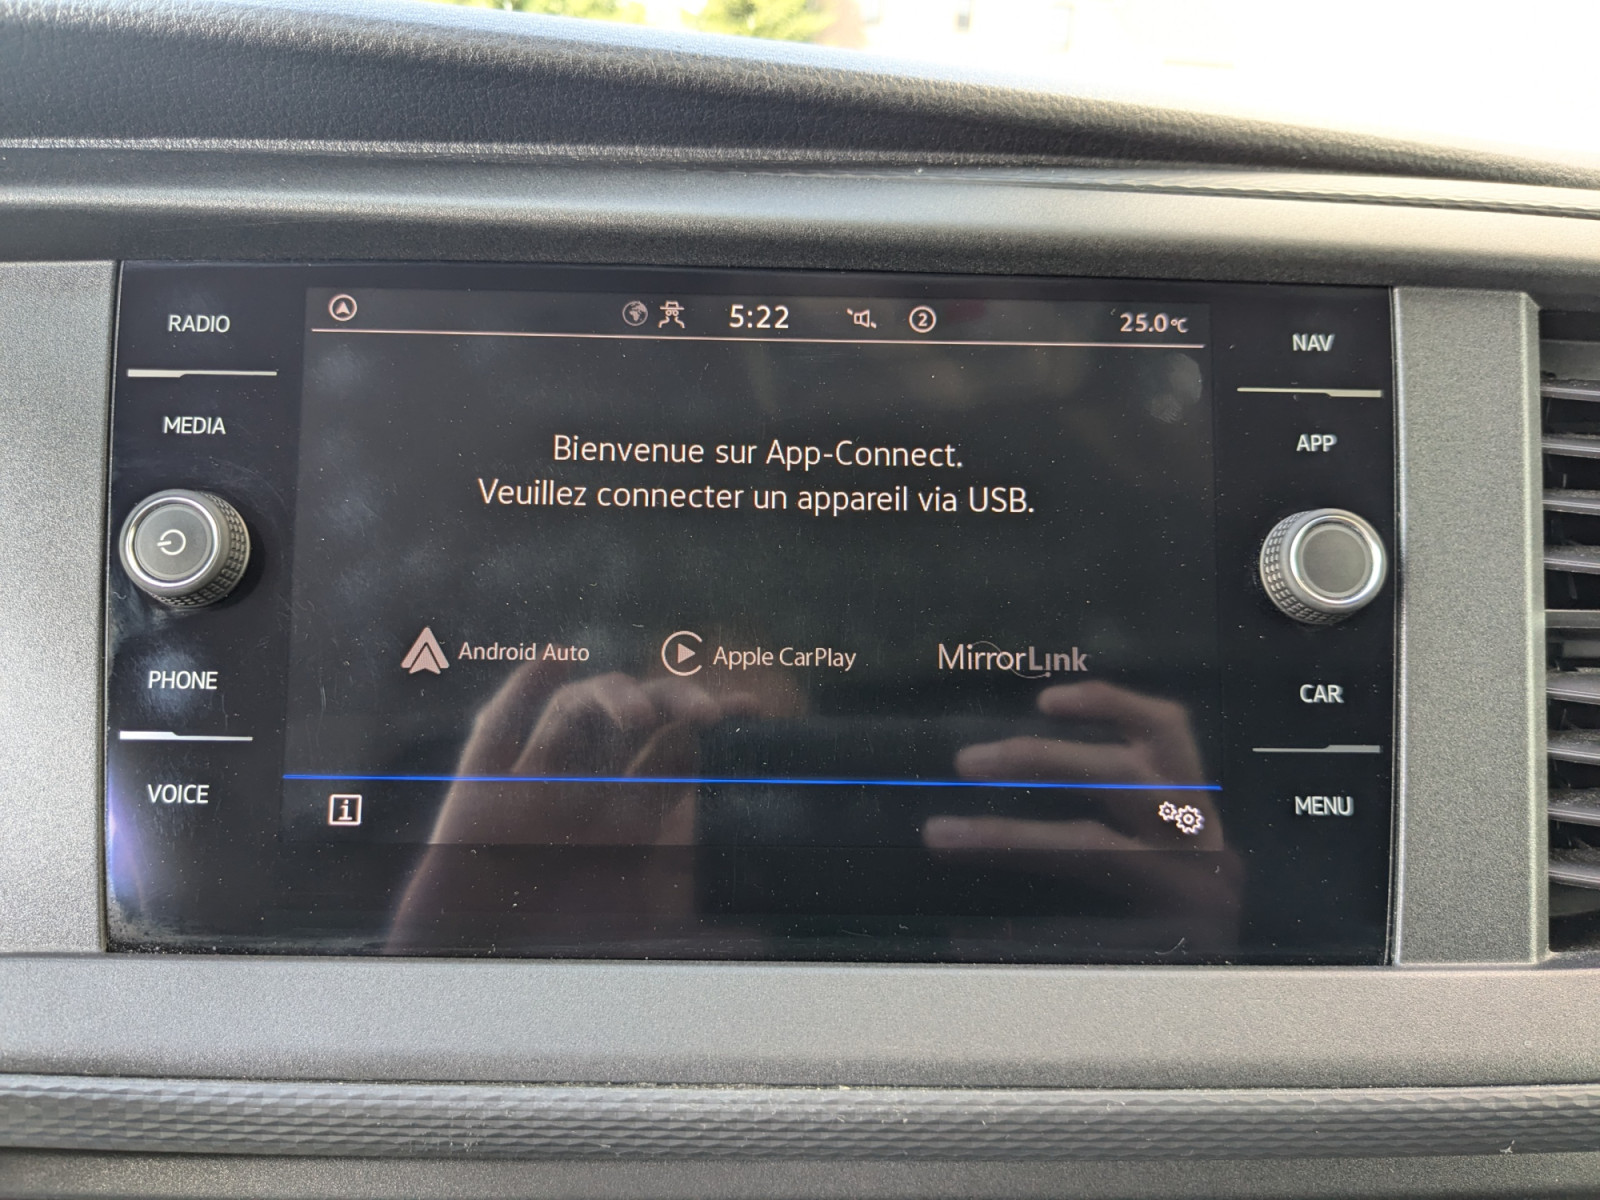 RADIO
MEDIA
PHONE
VOICE
5:22
2
25.0°C
Bienvenue sur App-Connect.
Veuillez connecter un appareil via USB.
Android Auto
Apple CarPlay
MirrorLink
i
NAV
APP
CAR
MENU